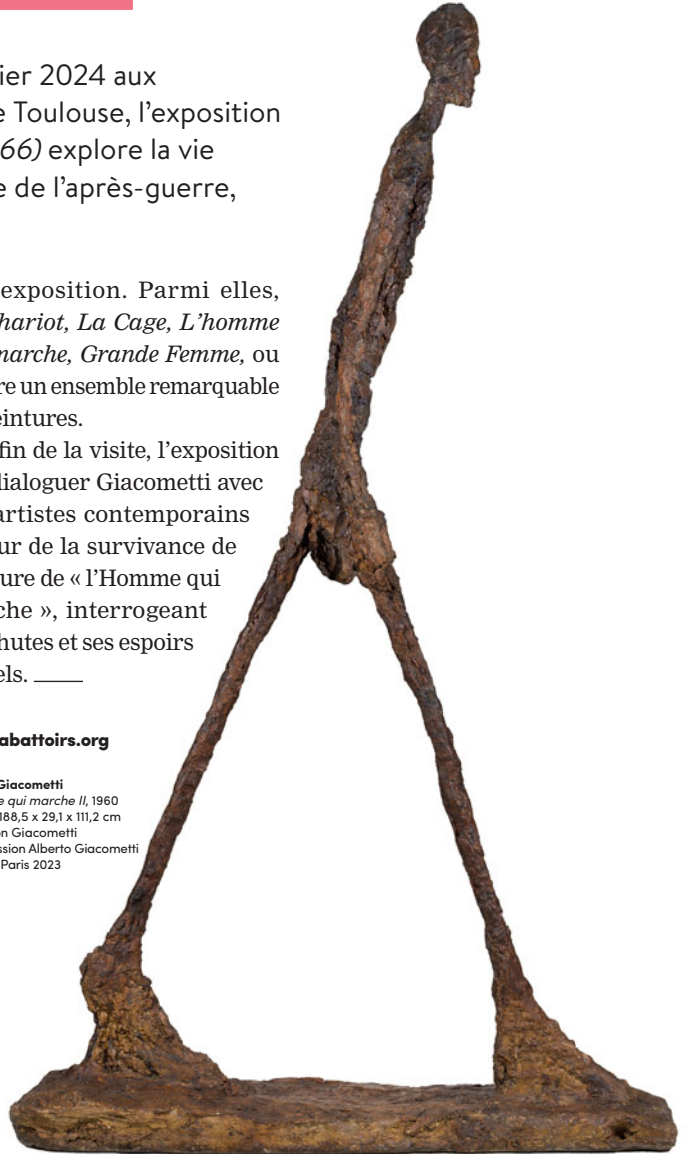 ier 2024 aux
e Toulouse, l’exposition
66) explore la vie
e de l’après-guerre,
exposition. Parmi elles,
hariot, La Cage, L’homme
marche, Grande Femme, ou
re un ensemble remarquable
eintures.
fin de la visite, l’exposition
dialoguer Giacometti avec
artistes contemporains
ur de la survivance de
ure de « l’Homme qui
che », interrogeant
hutes et ses espoirs
els. ____
abattoirs.org
Giacometti
e qui marche II, 1960
188,5 x 29,1 x 111,2 cm
on Giacometti
ssion Alberto Giacometti
Paris 2023